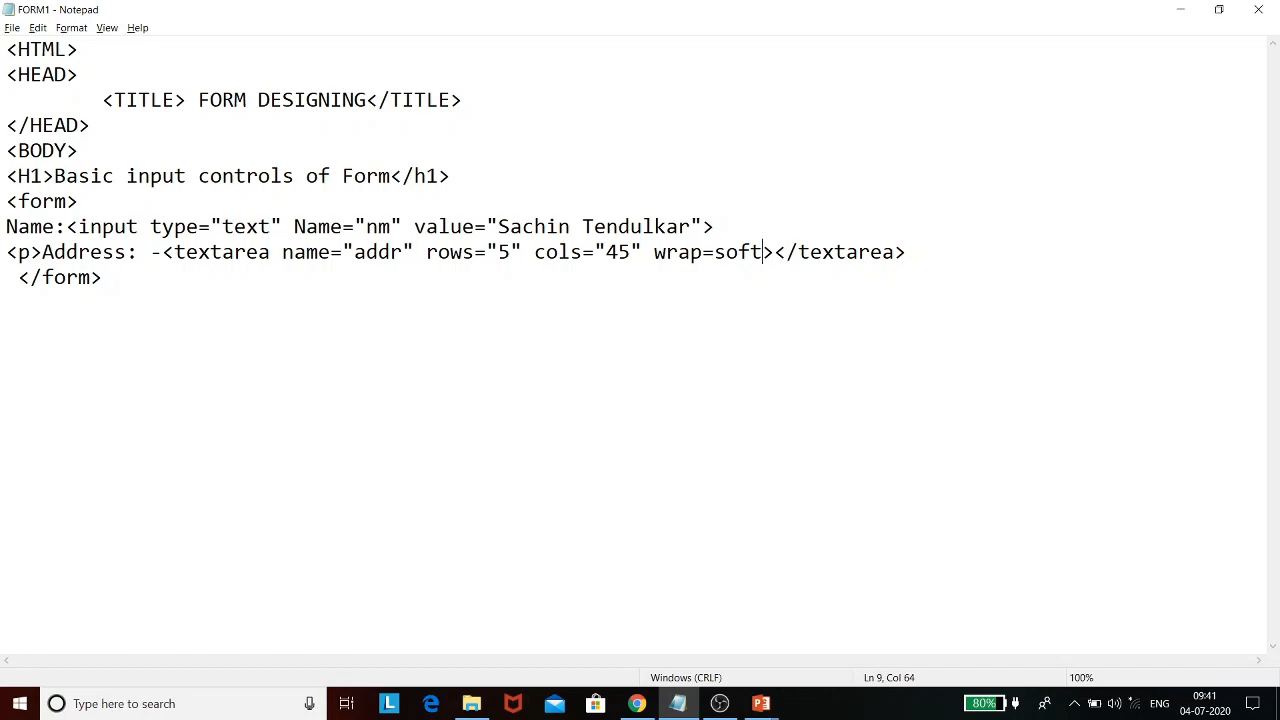 FORM1 - Notepad
File Edit Format View Help
<HTML>
<HEAD>
<TITLE> FORM DESIGNING</TITLE>
</HEAD>
<BODY>
<H1>Basic input controls of Form</h1>
<form>
Name:<input type="text" Name="nm" value="Sachin Tendulkar">
<p>Address: -<textarea name="addr" rows="5" cols="45" wrap=soft></textarea>
</form>
Windows (CRLF) Ln 9, Col 64 100%
Type here to search
L
80%
ENG
09:41
04-07-2020